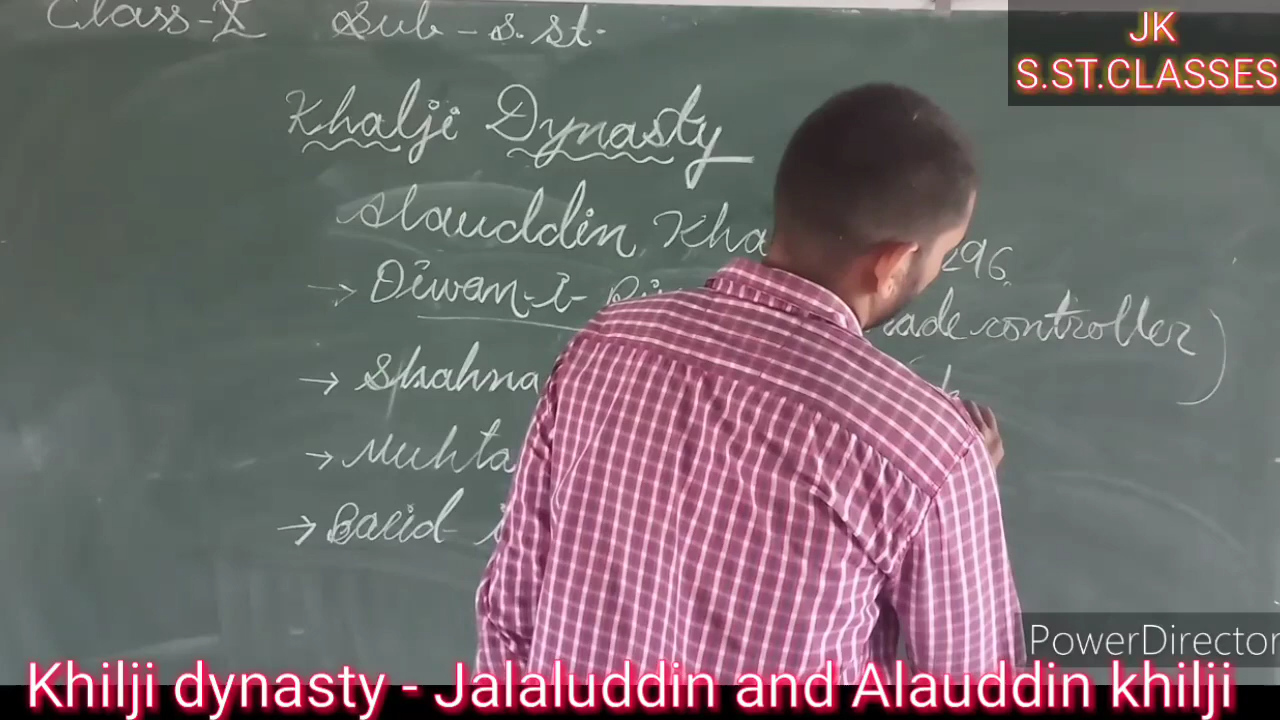 Class-X Sub - S. st.
JK
S.ST.CLASSES
Khalji Dynasty
Alauddin Kha 296
→ Diwan-i- controller)
→ Shahna
→ Muhta
→ Barid
PowerDirector
Khilji dynasty - Jalaluddin and Alauddin khilji